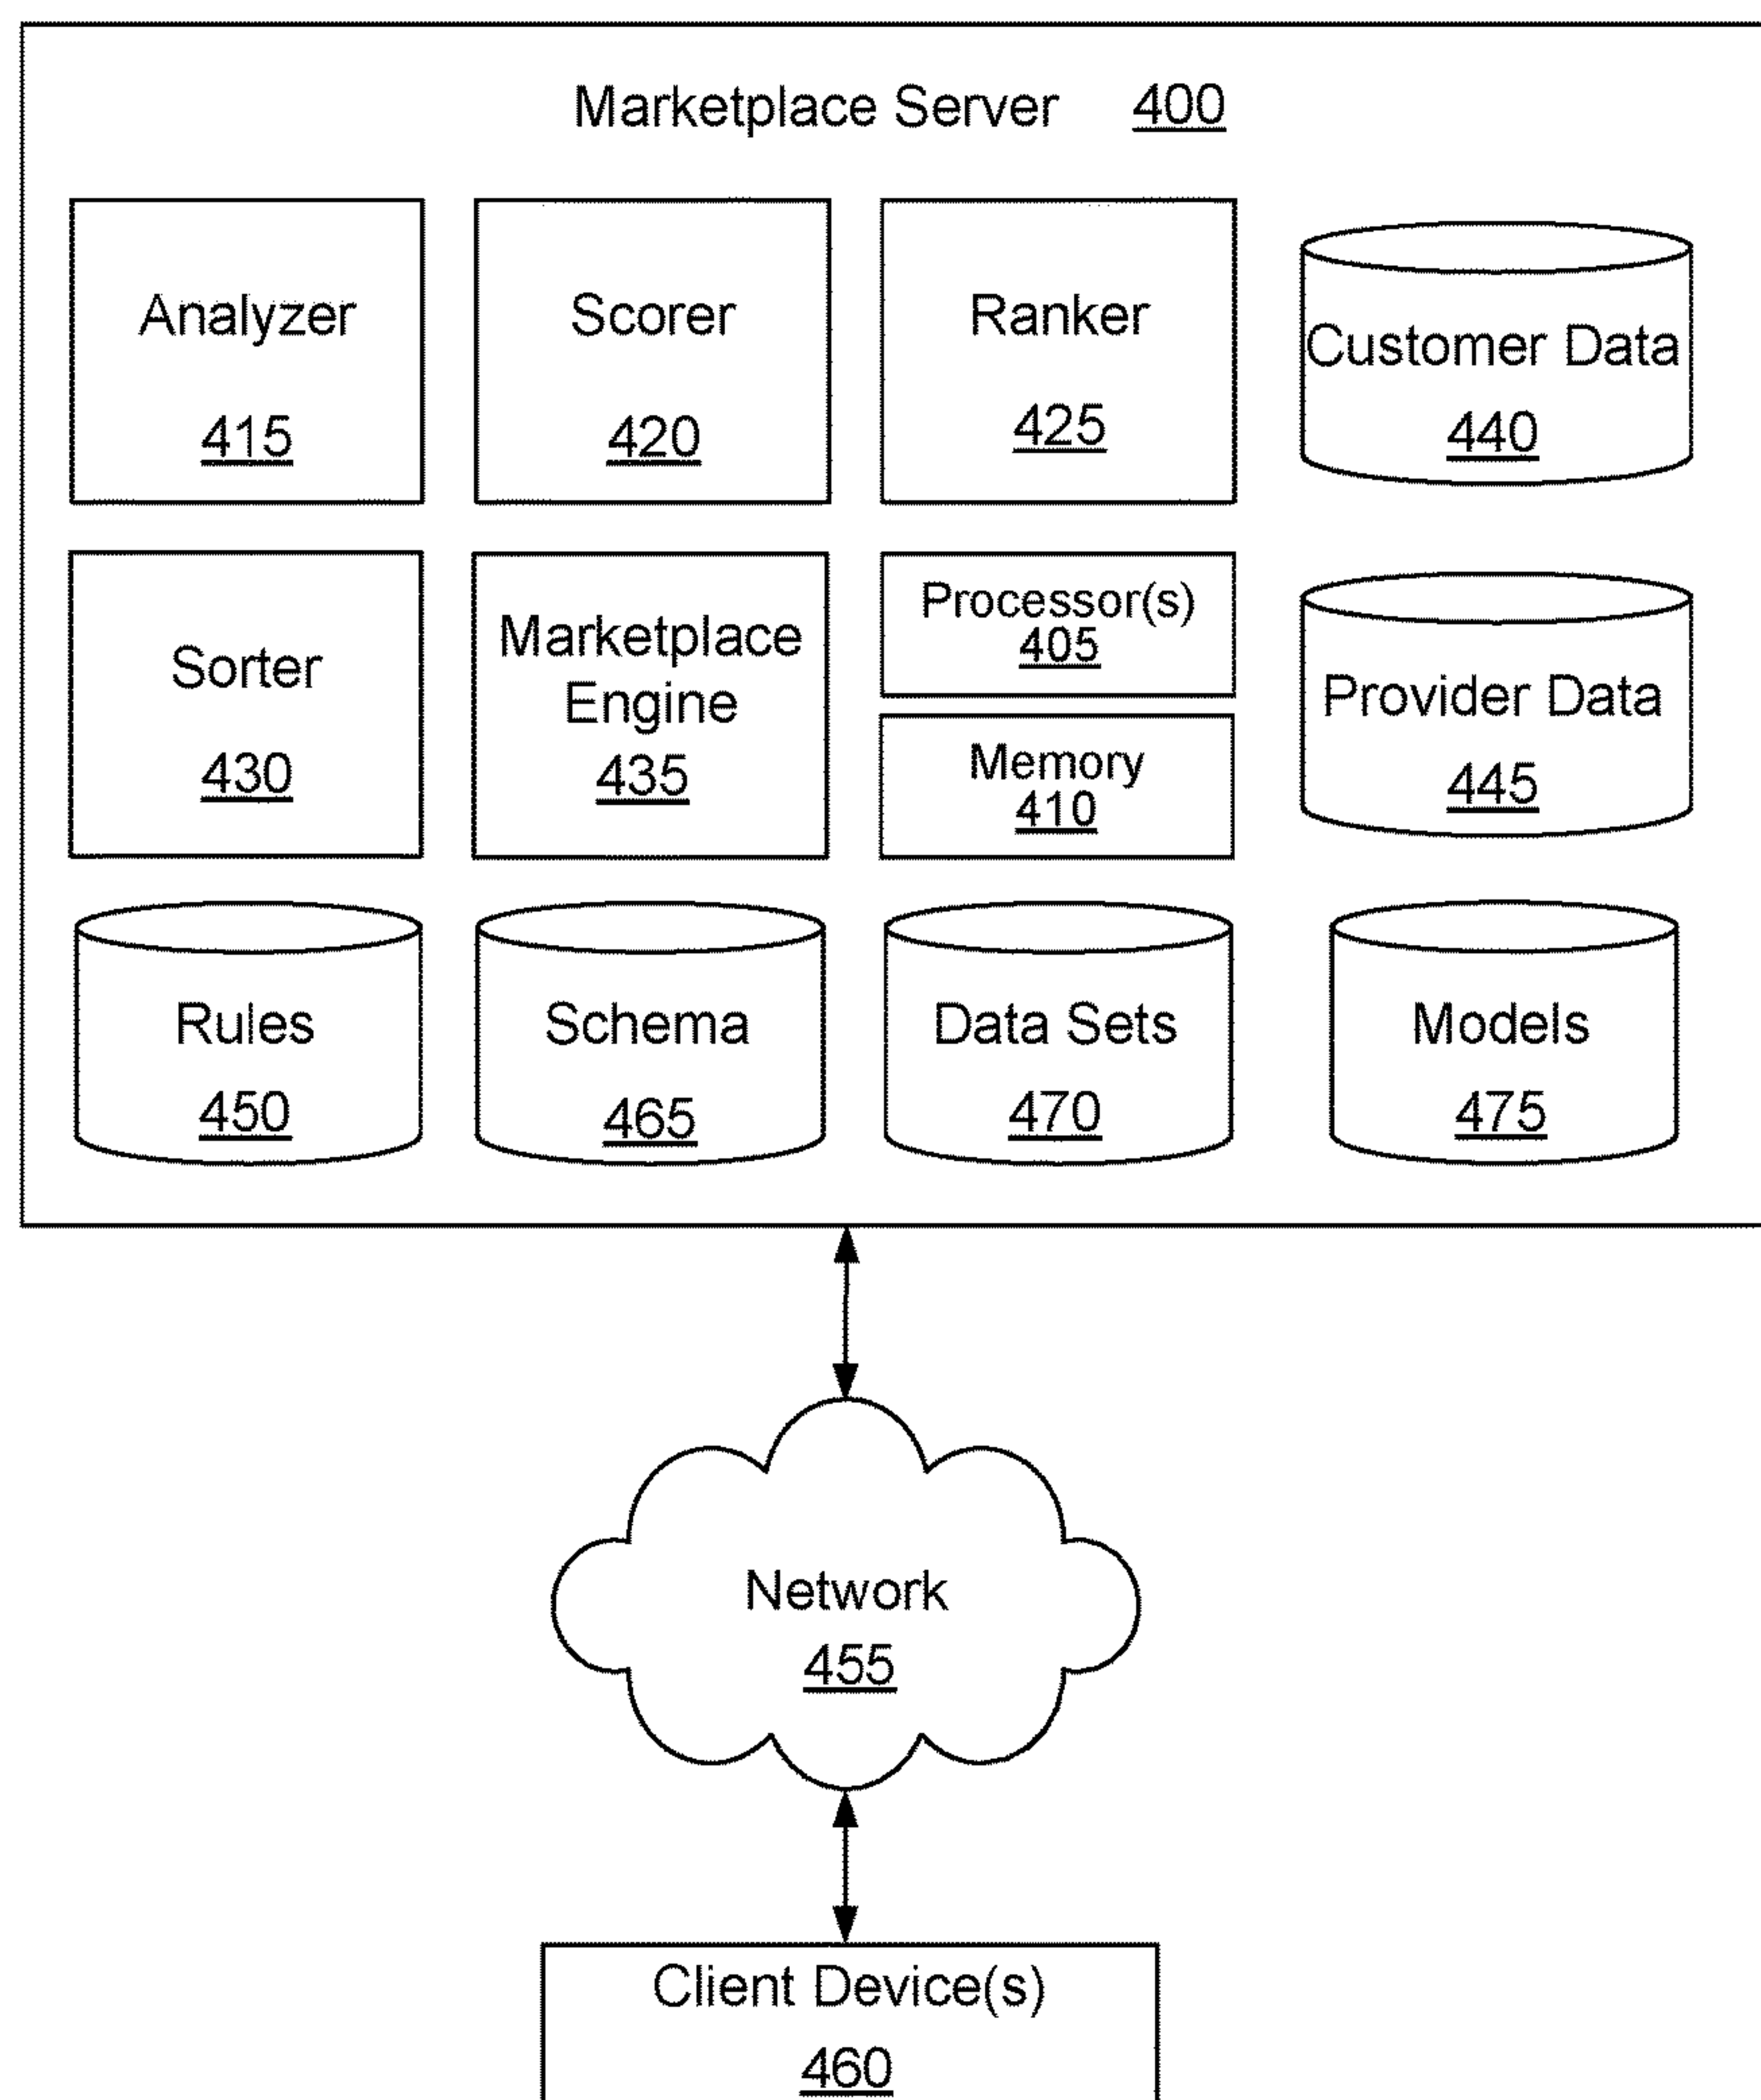 Marketplace Server 400
Analyzer
415
Scorer
420
Ranker
425
Customer Data
440
Sorter
430
Marketplace
Engine
435
Processor(s)
405
Memory
410
Provider Data
445
Rules
450
Schema
465
Data Sets
470
Models
475
Network
455
Client Device(s)
460